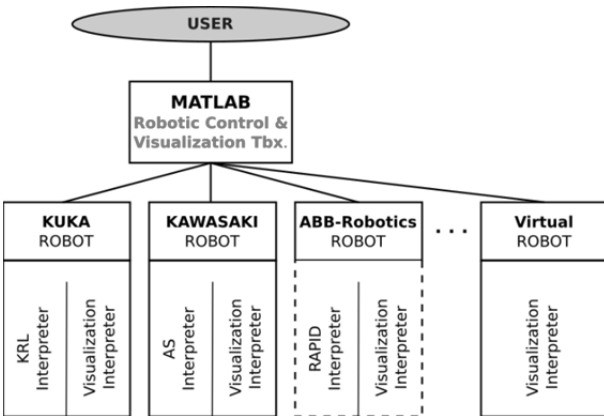 USER
MATLAB
Robotic Control &
Visualization Tbx.
KUKA
ROBOT
KAWASAKI
ROBOT
ABB-Robotics
ROBOT
...
Virtual
ROBOT
KRL
Interpreter
Visualization
Interpreter
AS
Interpreter
Visualization
Interpreter
RAPID
Interpreter
Visualization
Interpreter
Visualization
Interpreter